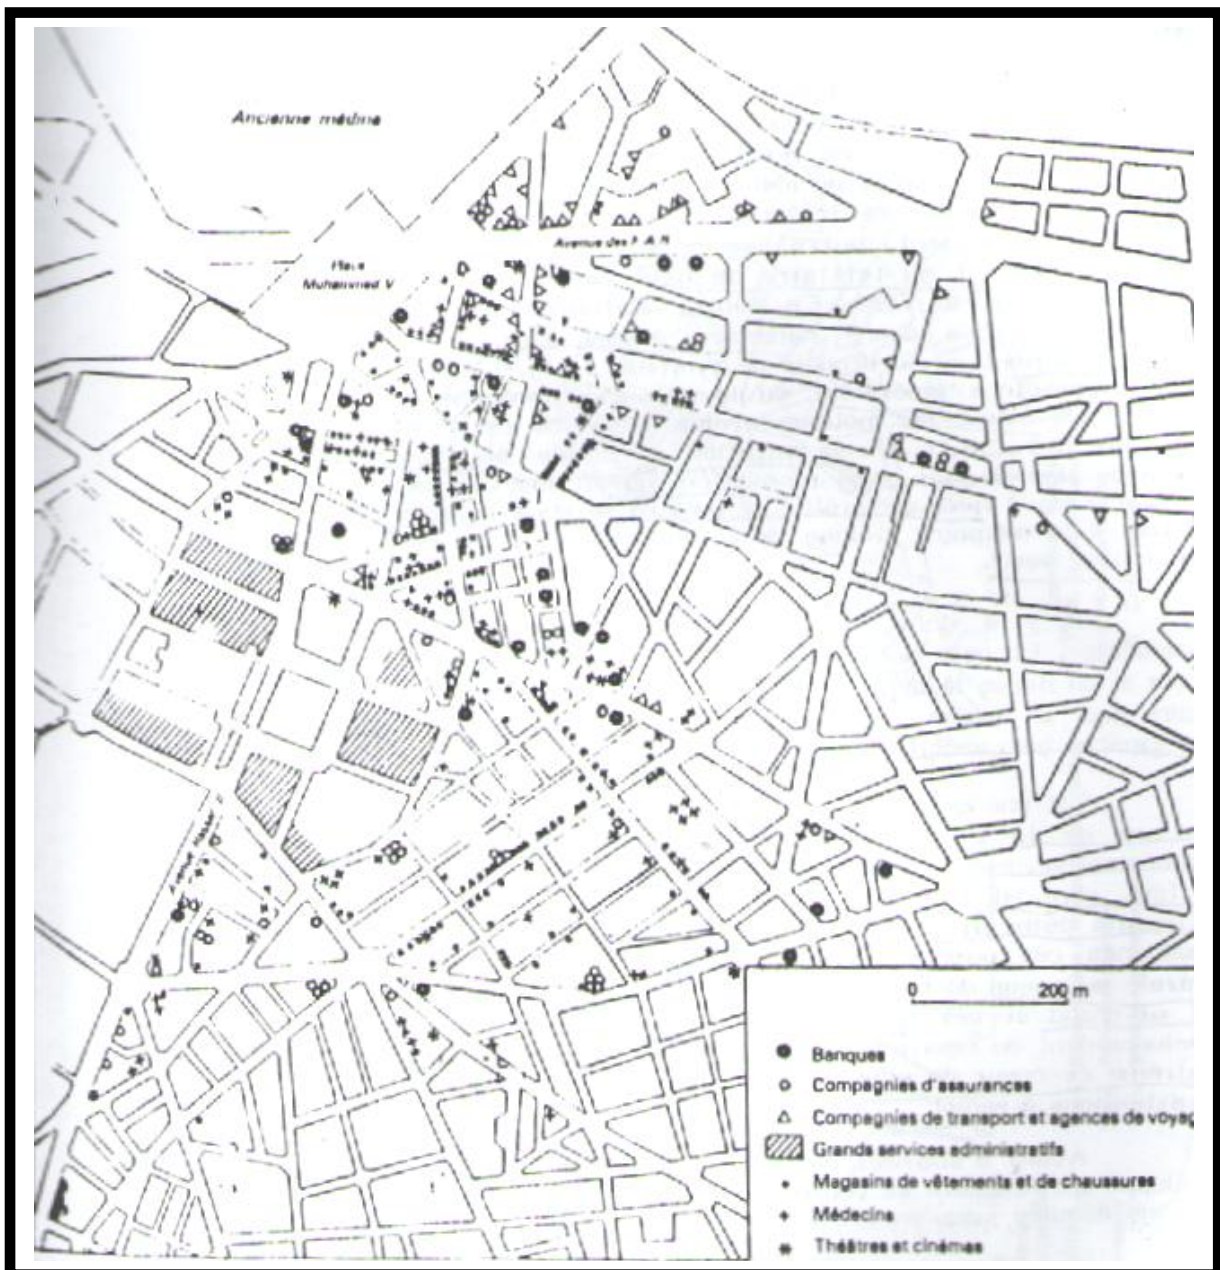 Ancienne médina
Avenue des F.A.R
Place
Mohammed V
0 200 m
Banques
Compagnies d'assurances
Compagnies de transport et agences de voyag
Grands services administratifs
Magasins de vêtements et de chaussures
Médecins
Théâtres et cinémas